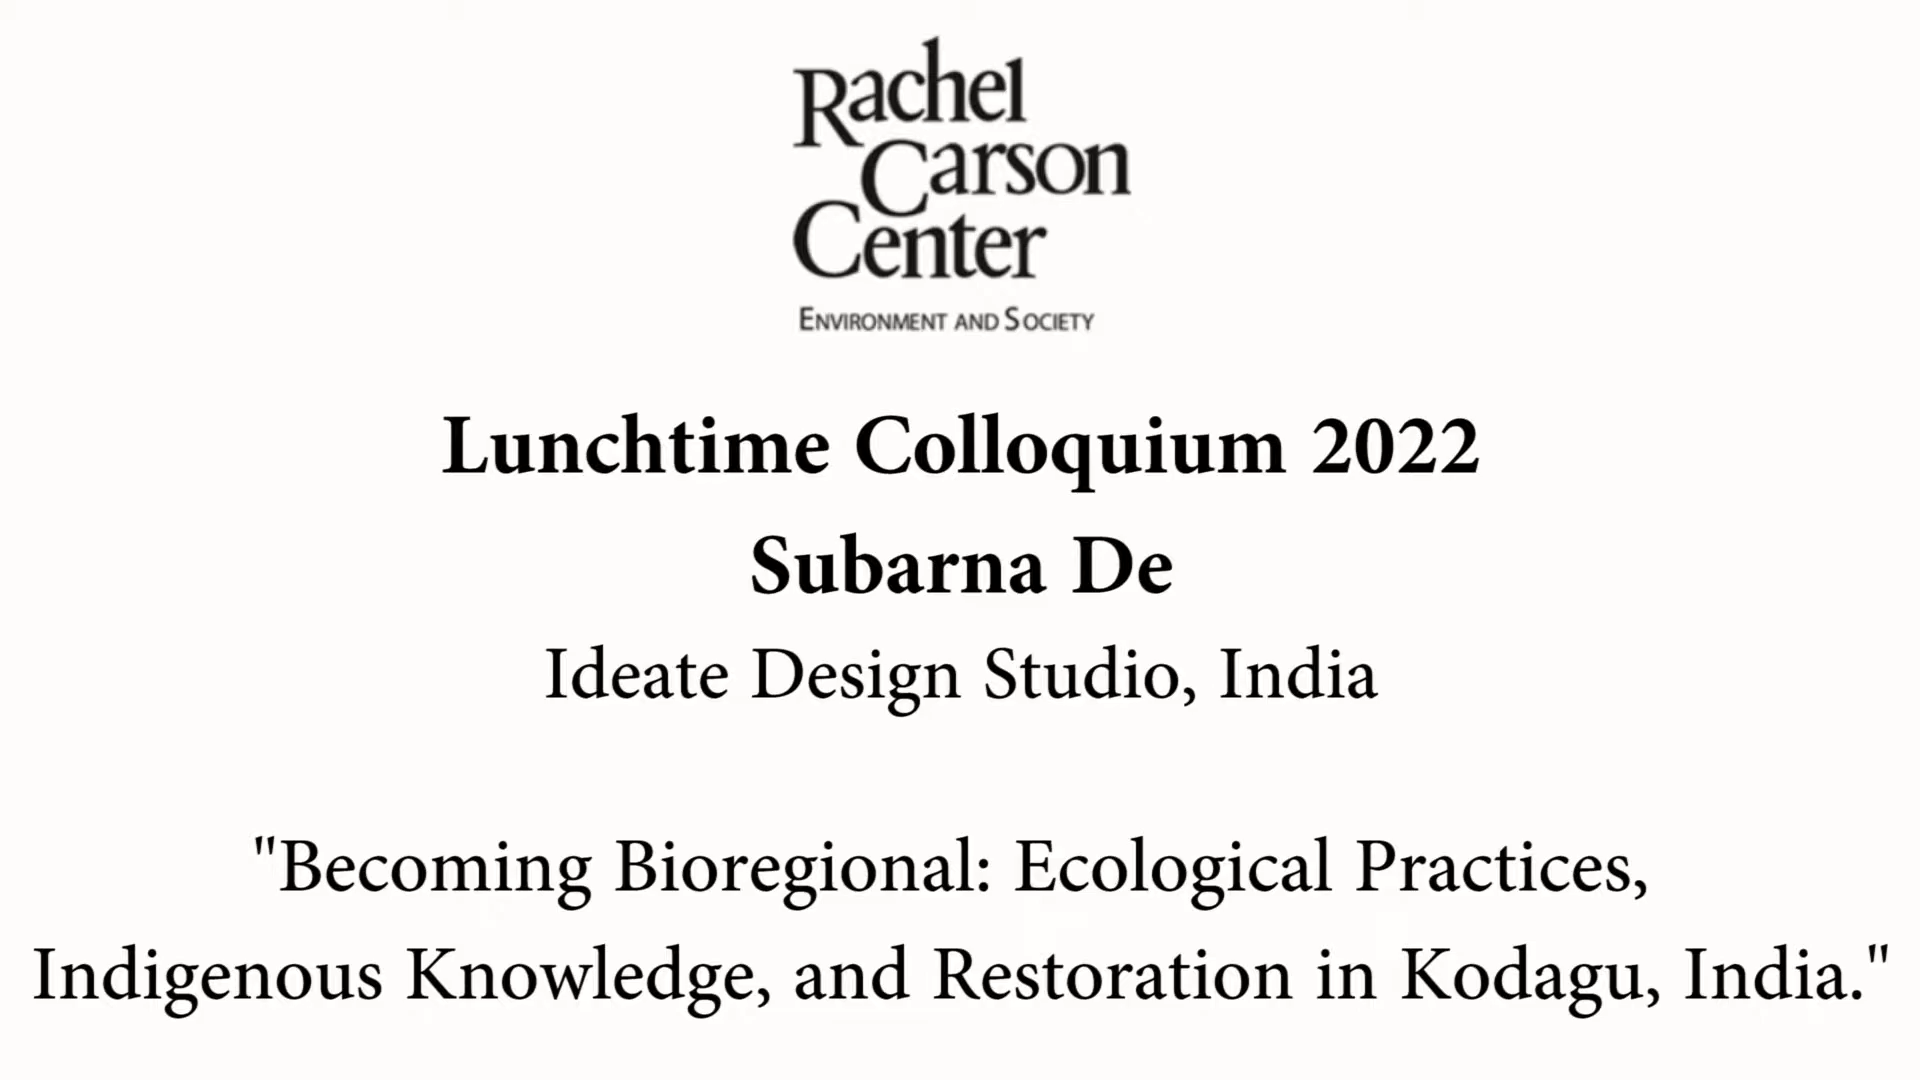 Rachel
Carson
Center
ENVIRONMENT AND SOCIETY
Lunchtime Colloquium 2022
Subarna De
Ideate Design Studio, India
"Becoming Bioregional: Ecological Practices,
Indigenous Knowledge, and Restoration in Kodagu, India."